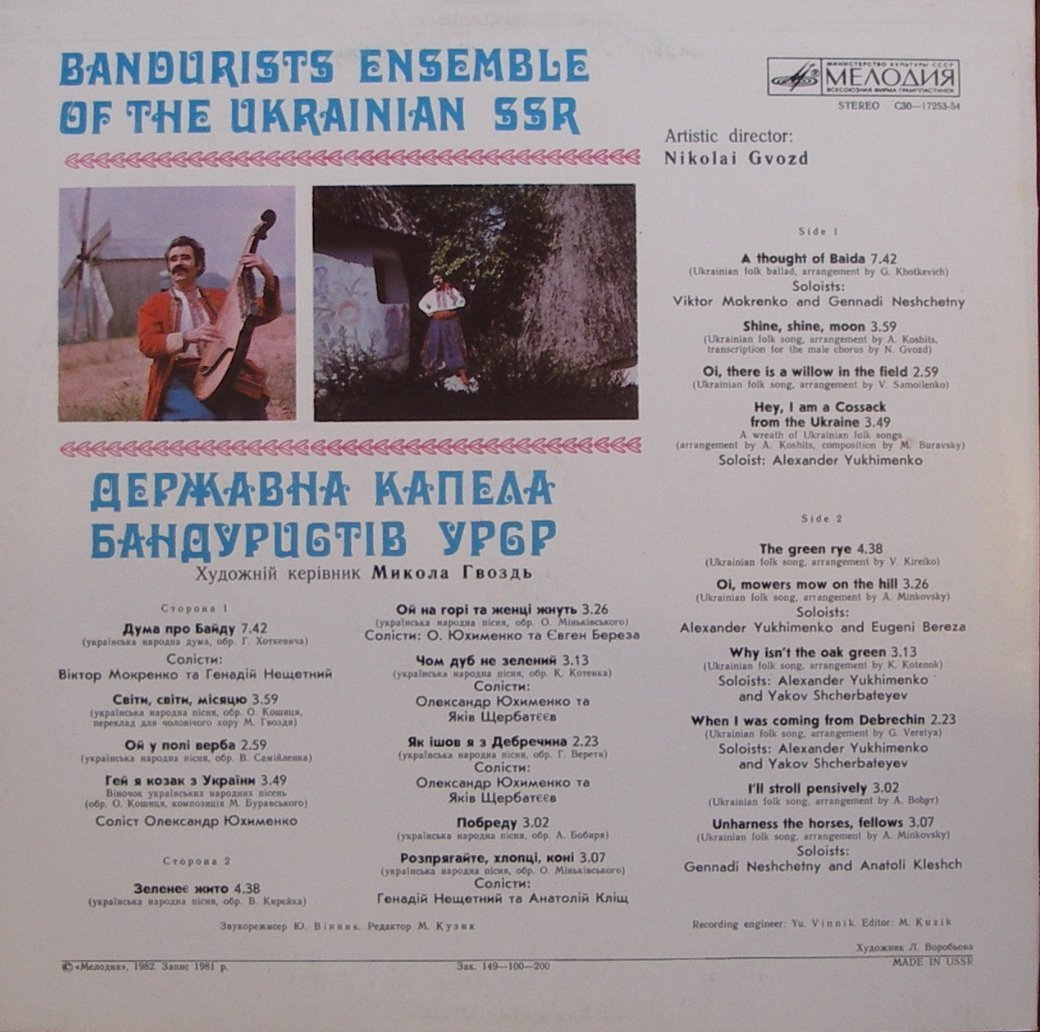 BANDURISTS ENSEMBLE
OF THE UKRAINIAN SSR
МИНИСТЕРСТВО КУЛЬТУРЫ СССР
МЕЛОДИЯ
ВСЕСОЮЗНАЯ ФИРМА ГРАМПЛАСТИНОК
STEREO С30—17253-54
Artistic director:
Nikolai Gvozd
Side 1
A thought of Baida 7.42
(Ukrainian folk ballad, arrangement by G. Khotkevich)
Soloists:
Viktor Mokrenko and Gennadi Neshchetny
Shine, shine, moon 3.59
(Ukrainian folk song, arrangement by A. Koshits,
transcription for the male chorus by N. Gvozd)
Oi, there is a willow in the field 2.59
(Ukrainian folk song, arrangement by V. Samoilenko)
Hey, I am a Cossack
from the Ukraine 3.49
A wreath of Ukrainian folk songs
(arrangement by A. Koshits, composition by M. Buravsky)
Soloist: Alexander Yukhimenko
Side 2
The green rye 4.38
(Ukrainian folk song, arrangement by V. Kireiko)
Oi, mowers mow on the hill 3.26
(Ukrainian folk song, arrangement by A. Minkovsky)
Soloists:
Alexander Yukhimenko and Eugeni Bereza
Why isn't the oak green 3.13
(Ukrainian folk song, arrangement by K. Kotenok)
Soloists: Alexander Yukhimenko
and Yakov Shcherbateyev
When I was coming from Debrechin 2.23
(Ukrainian folk song, arrangement by G. Veretya)
Soloists: Alexander Yukhimenko
and Yakov Shcherbateyev
I'll stroll pensively 3.02
(Ukrainian folk song, arrangement by A. Bobyr)
Unharness the horses, fellows 3.07
(Ukrainian folk song, arrangement by A. Minkovsky)
Soloists:
Gennadi Neshchetny and Anatoli Kleshch
Recording engineer: Yu. Vinnik. Editor: M. Kuzik
ДЕРЖАВНА КАПЕЛА
БАНДУРИСТІВ УРСР
Художній керівник Микола Гвоздь
Сторона 1
Дума про Байду 7.42
(українська народна дума, обр. Г. Хоткевича)
Солісти:
Віктор Мокренко та Генадій Нещетний
Світи, світи, місяцю 3.59
(українська народна пісня, обр. О. Кошиця,
переклад для чоловічого хору М. Гвоздя)
Ой у полі верба 2.59
(українська народна пісня, обр. В. Самійленка)
Гей я козак з України 3.49
Віночок українських народних пісень
(обр. О. Кошиця, композиція М. Буравського)
Соліст Олександр Юхименко
Сторона 2
Зеленеє жито 4.38
(українська народна пісня, обр. В. Кирейка)
Ой на горі та женці жнуть 3.26
(українська народна пісня, обр. О. Міньківського)
Солісти: О. Юхименко та Євген Береза
Чом дуб не зелений 3.13
(українська народна пісня, обр. К. Котенка)
Солісти:
Олександр Юхименко та
Яків Щербатєєв
Як ішов я з Дебречина 2.23
(українська народна пісня, обр. Г. Верети)
Солісти:
Олександр Юхименко та
Яків Щербатєєв
Побреду 3.02
(українська народна пісня, обр. А. Бобиря)
Розпрягайте, хлопці, коні 3.07
(українська народна пісня, обр. О. Міньківського)
Солісти:
Генадій Нещетний та Анатолій Кліщ
Звукорежисер Ю. Вінник. Редактор М. Кузик
Художник Л. Воробьова
© «Мелодия», 1982. Запис 1981 р.
Зак. 149—100—200
MADE IN USSR